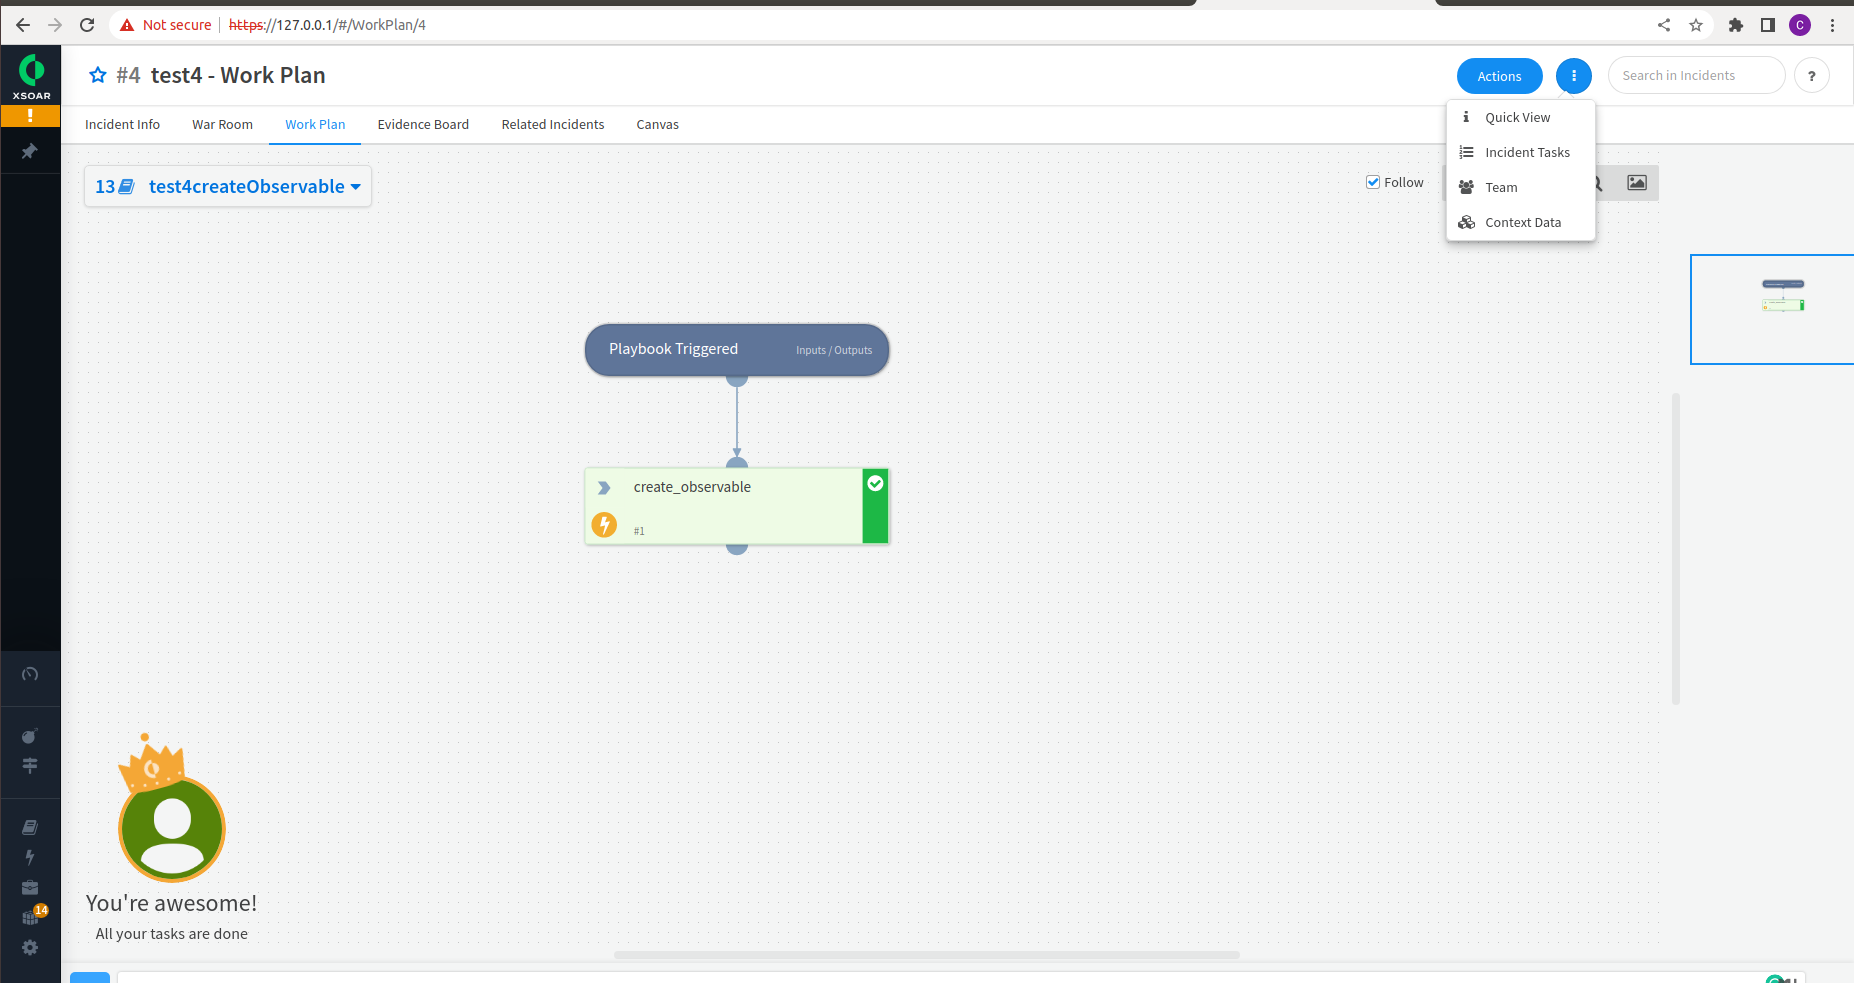 Not secure | https://127.0.0.1/#/WorkPlan/4
C
XSOAR
#4 test4 - Work Plan
Actions
Search in Incidents
?
Incident Info
War Room
Work Plan
Evidence Board
Related Incidents
Canvas
Quick View
Incident Tasks
Team
Context Data
13 test4createObservable
Follow
Playbook Triggered
Inputs / Outputs
create_observable
#1
You're awesome!
All your tasks are done
14